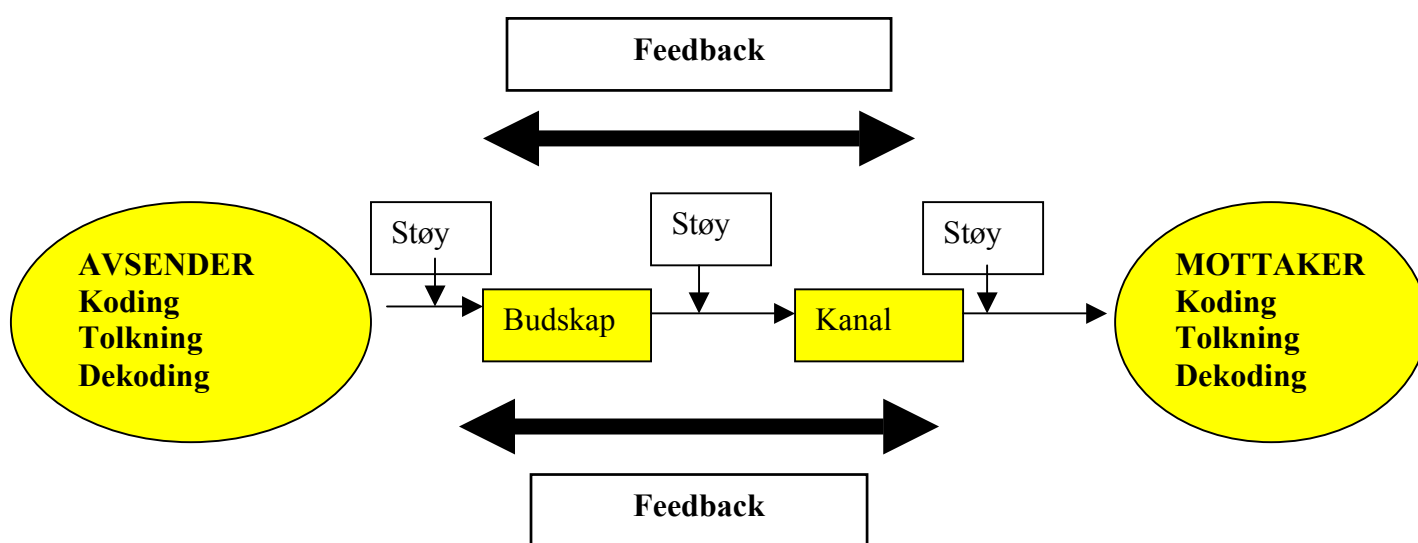 Feedback
Støy
Støy
Støy
AVSENDER
Koding
Tolkning
Dekoding
Budskap
Kanal
MOTTAKER
Koding
Tolkning
Dekoding
Feedback